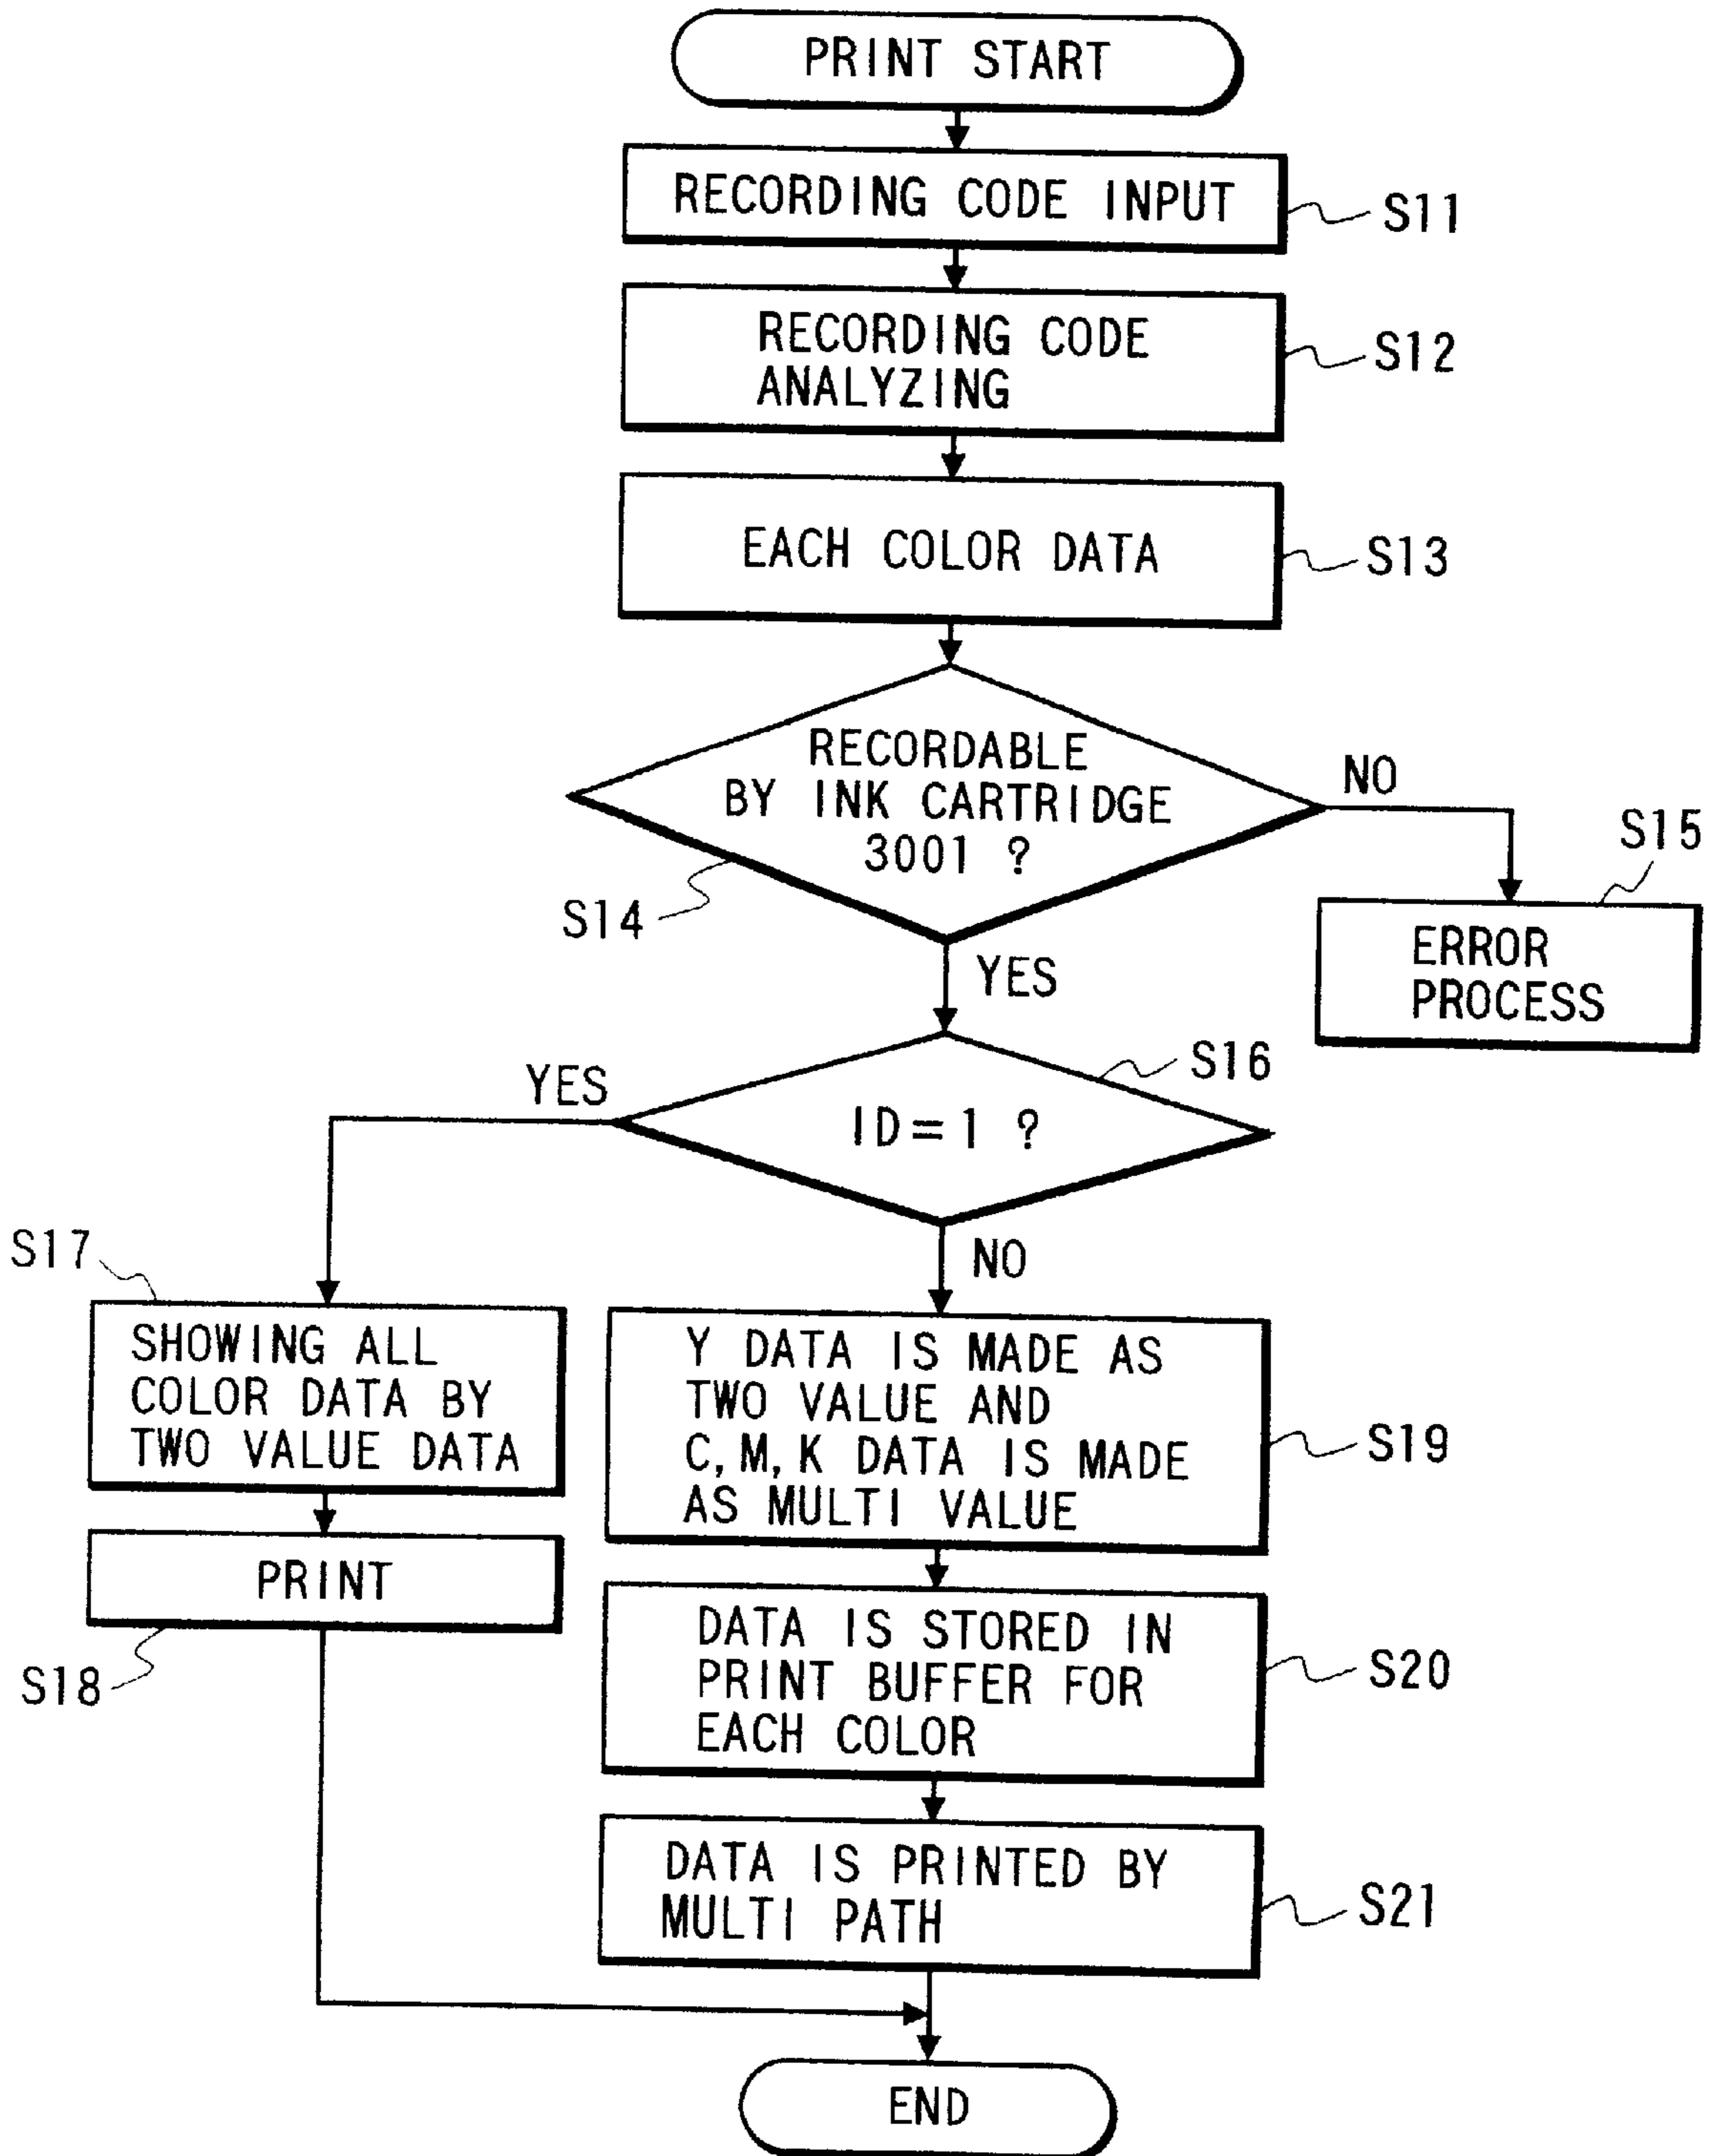 PRINT START
RECORDING CODE INPUT
S11
RECORDING CODE
ANALYZING
S12
EACH COLOR DATA
S13
RECORDABLE
BY INK CARTRIDGE
3001 ?
S14
NO
S15
ERROR
PROCESS
YES
S16
ID=1 ?
YES
NO
S17
SHOWING ALL
COLOR DATA BY
TWO VALUE DATA
PRINT
S18
Y DATA IS MADE AS
TWO VALUE AND
C, M, K DATA IS MADE
AS MULTI VALUE
S19
DATA IS STORED IN
PRINT BUFFER FOR
EACH COLOR
S20
DATA IS PRINTED BY
MULTI PATH
S21
END